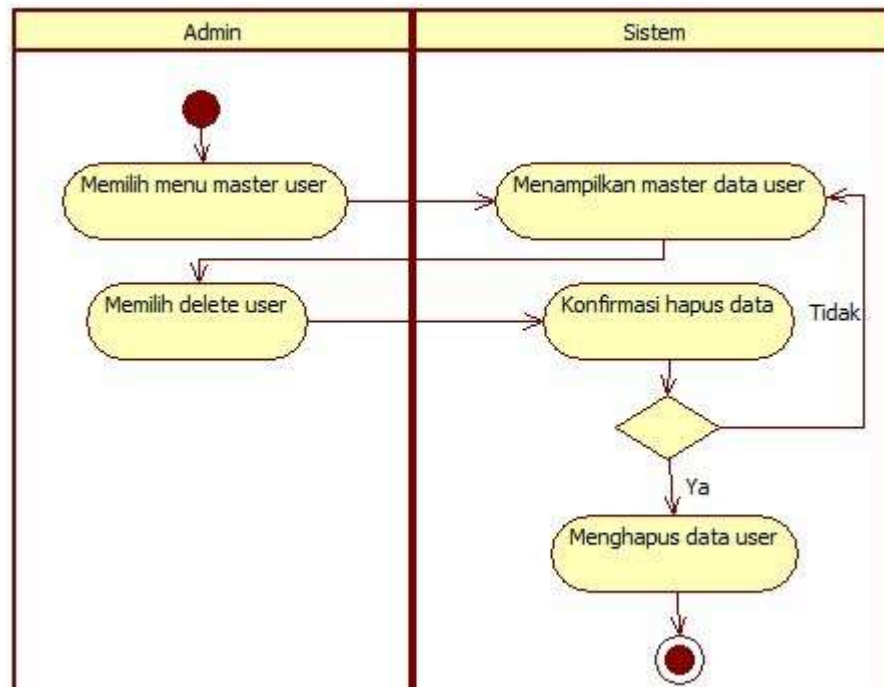 Admin
Sistem
Memilih menu master user
Menampilkan master data user
Memilih delete user
Konfirmasi hapus data
Tidak
Ya
Menghapus data user